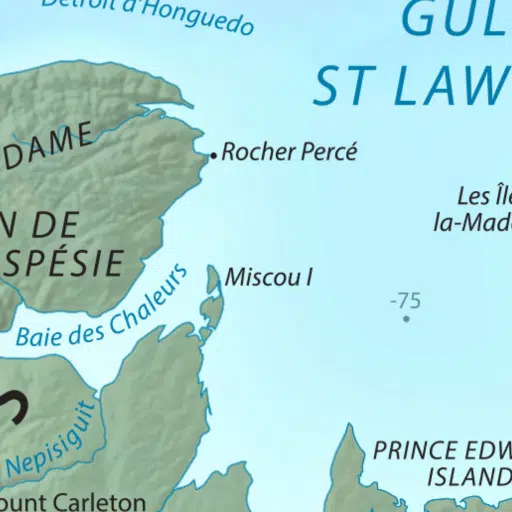 Détroit d'Honguedo
GUL
ST LAW
DAME
Rocher Percé
Les Îl
la-Mad
N DE
SPÉSIE
Miscou I
-75
Baie des Chaleurs
S
Nepisiguit
PRINCE EDW
ISLAND
ount Carleton